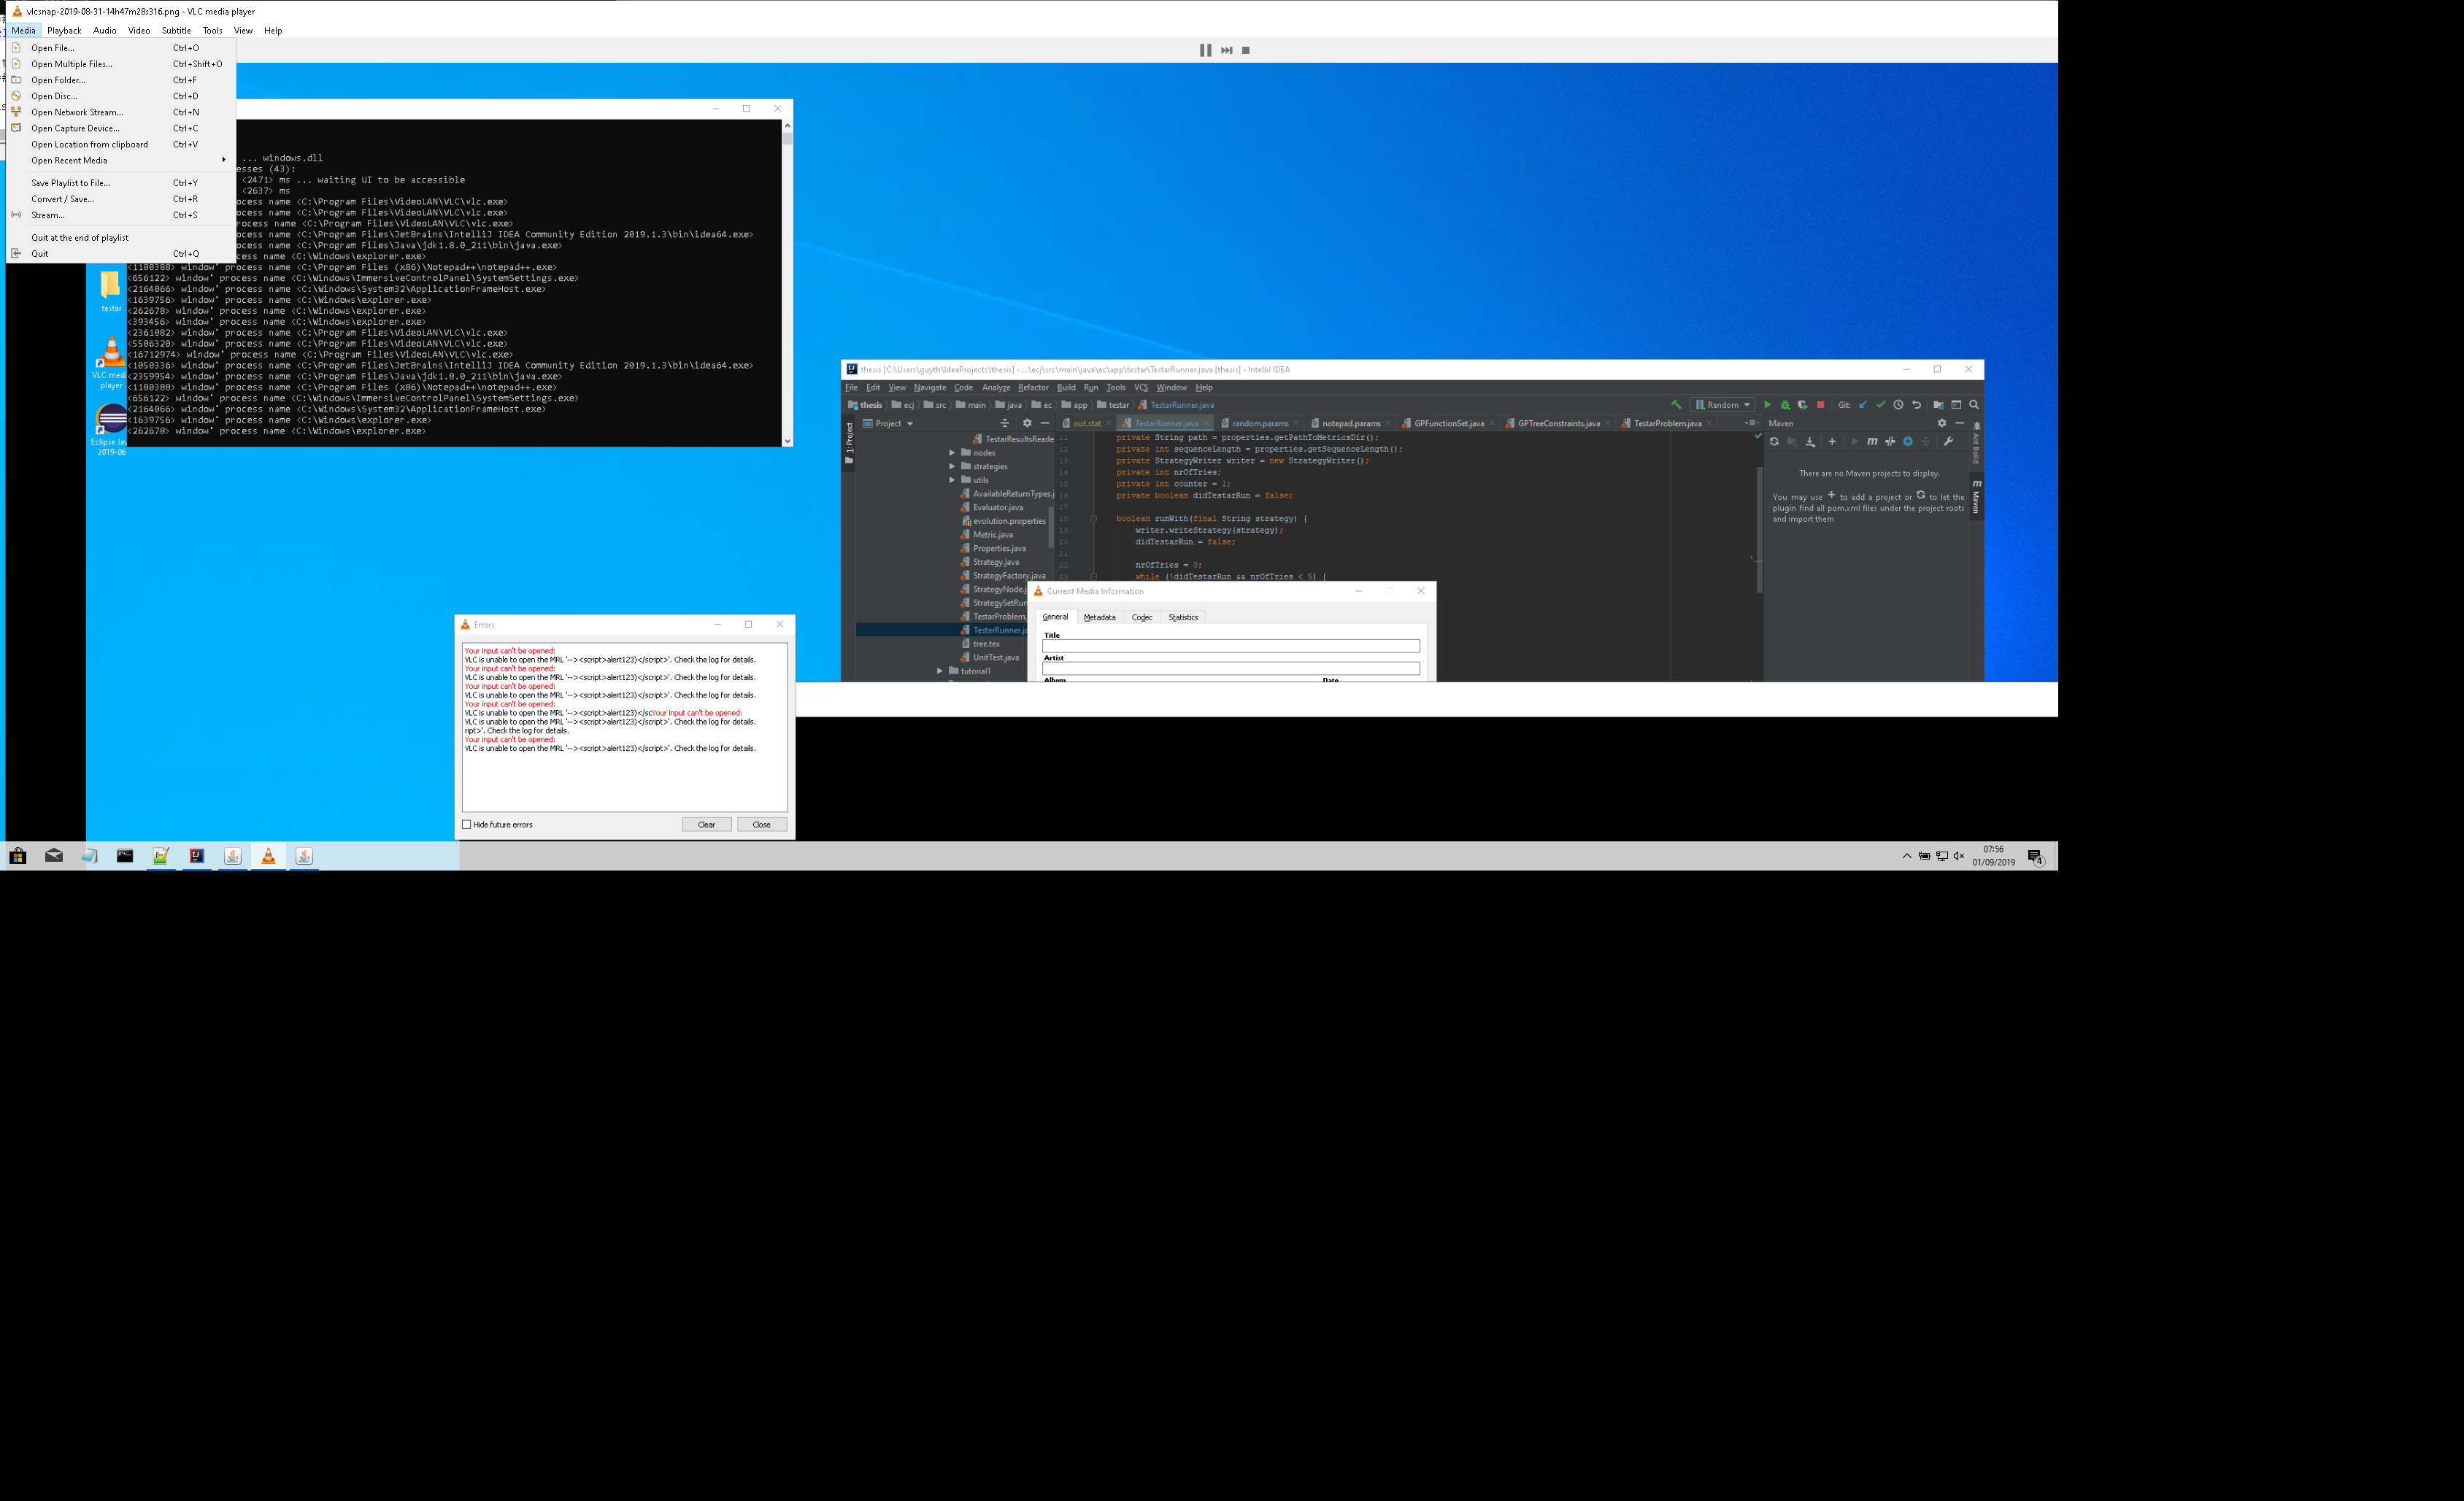 vlcsnap-2019-08-31-14h47m28s316.png - VLC media player
Media Playback Audio Video Subtitle Tools View Help
Open File... Ctrl+O
Open Multiple Files... Ctrl+Shift+O
Open Folder... Ctrl+F
Open Disc... Ctrl+D
Open Network Stream... Ctrl+N
Open Capture Device... Ctrl+C
Open Location from clipboard Ctrl+V
Open Recent Media
Save Playlist to File... Ctrl+Y
Convert / Save... Ctrl+R
Stream... Ctrl+S
Quit at the end of playlist
Quit Ctrl+Q
... windows.dll
esses (43):
<2471> ms ... waiting UI to be accessible
<2637> ms
ocess name <C:\Program Files\VideoLAN\VLC\vlc.exe>
ocess name <C:\Program Files\VideoLAN\VLC\vlc.exe>
ocess name <C:\Program Files\VideoLAN\VLC\vlc.exe>
ocess name <C:\Program Files\JetBrains\IntelliJ IDEA Community Edition 2019.1.3\bin\idea64.exe>
ocess name <C:\Program Files\Java\jdk1.8.0_211\bin\java.exe>
cess name <C:\Windows\explorer.exe>
<1180388> window' process name <C:\Program Files (x86)\Notepad++\notepad++.exe>
<656122> window' process name <C:\Windows\ImmersiveControlPanel\SystemSettings.exe>
<2164066> window' process name <C:\Windows\System32\ApplicationFrameHost.exe>
<1639756> window' process name <C:\Windows\explorer.exe>
<262678> window' process name <C:\Windows\explorer.exe>
<393456> window' process name <C:\Windows\explorer.exe>
<2361082> window' process name <C:\Program Files\VideoLAN\VLC\vlc.exe>
<5506320> window' process name <C:\Program Files\VideoLAN\VLC\vlc.exe>
<16712974> window' process name <C:\Program Files\VideoLAN\VLC\vlc.exe>
<1050336> window' process name <C:\Program Files\JetBrains\IntelliJ IDEA Community Edition 2019.1.3\bin\idea64.exe>
<2359954> window' process name <C:\Program Files\Java\jdk1.8.0_211\bin\java.exe>
<1180388> window' process name <C:\Program Files (x86)\Notepad++\notepad++.exe>
<656122> window' process name <C:\Windows\ImmersiveControlPanel\SystemSettings.exe>
<2164066> window' process name <C:\Windows\System32\ApplicationFrameHost.exe>
<1639756> window' process name <C:\Windows\explorer.exe>
<262678> window' process name <C:\Windows\explorer.exe>
testar
VLC medi
player
Eclipse Jav
2019-06
thesis [C:\Users\guyth\IdeaProjects\thesis] - ...\ecj\src\main\java\ec\app\testar\TestarRunner.java [thesis] - IntelliJ IDEA
File Edit View Navigate Code Analyze Refactor Build Run Tools VCS Window Help
thesis ecj src main java ec app testar TestarRunner.java Random Git:
1: Project
Project
out.stat TestarRunner.java random.params notepad.params GPFunctionSet.java GPTreeConstraints.java TestarProblem.java
TestarResultsReade
nodes
strategies
utils
AvailableReturnTypes.j
Evaluator.java
evolution.properties
Metric.java
Properties.java
Strategy.java
StrategyFactory.java
StrategyNode.j
StrategySetRun
TestarProblem.
TestarRunner.ja
tree.tex
UnitTest.java
tutorial1
11 private String path = properties.getPathToMetricsDir();
12 private int sequenceLength = properties.getSequenceLength();
13 private StrategyWriter writer = new StrategyWriter();
14 private int nrOfTries;
15 private int counter = 1;
16 private boolean didTestarRun = false;
17
18 boolean runWith(final String strategy) {
19 writer.writeStrategy(strategy);
20 didTestarRun = false;
21
22 nrOfTries = 0;
23 while (!didTestarRun && nrOfTries < 5) {
Maven
There are no Maven projects to display.
You may use + to add a project or to let the
plugin find all pom.xml files under the project roots
and import them
Ant Build
Maven
Current Media Information
General Metadata Codec Statistics
Title
Artist
Album Date
Errors
Your input can't be opened:
VLC is unable to open the MRL '--><script>alert123)</script>'. Check the log for details.
Your input can't be opened:
VLC is unable to open the MRL '--><script>alert123)</script>'. Check the log for details.
Your input can't be opened:
VLC is unable to open the MRL '--><script>alert123)</script>'. Check the log for details.
Your input can't be opened:
VLC is unable to open the MRL '--><script>alert123)</scYour input can't be opened:
VLC is unable to open the MRL '--><script>alert123)</script>'. Check the log for details.
ript>'. Check the log for details.
Your input can't be opened:
VLC is unable to open the MRL '--><script>alert123)</script>'. Check the log for details.
Hide future errors Clear Close
07:56
01/09/2019
4